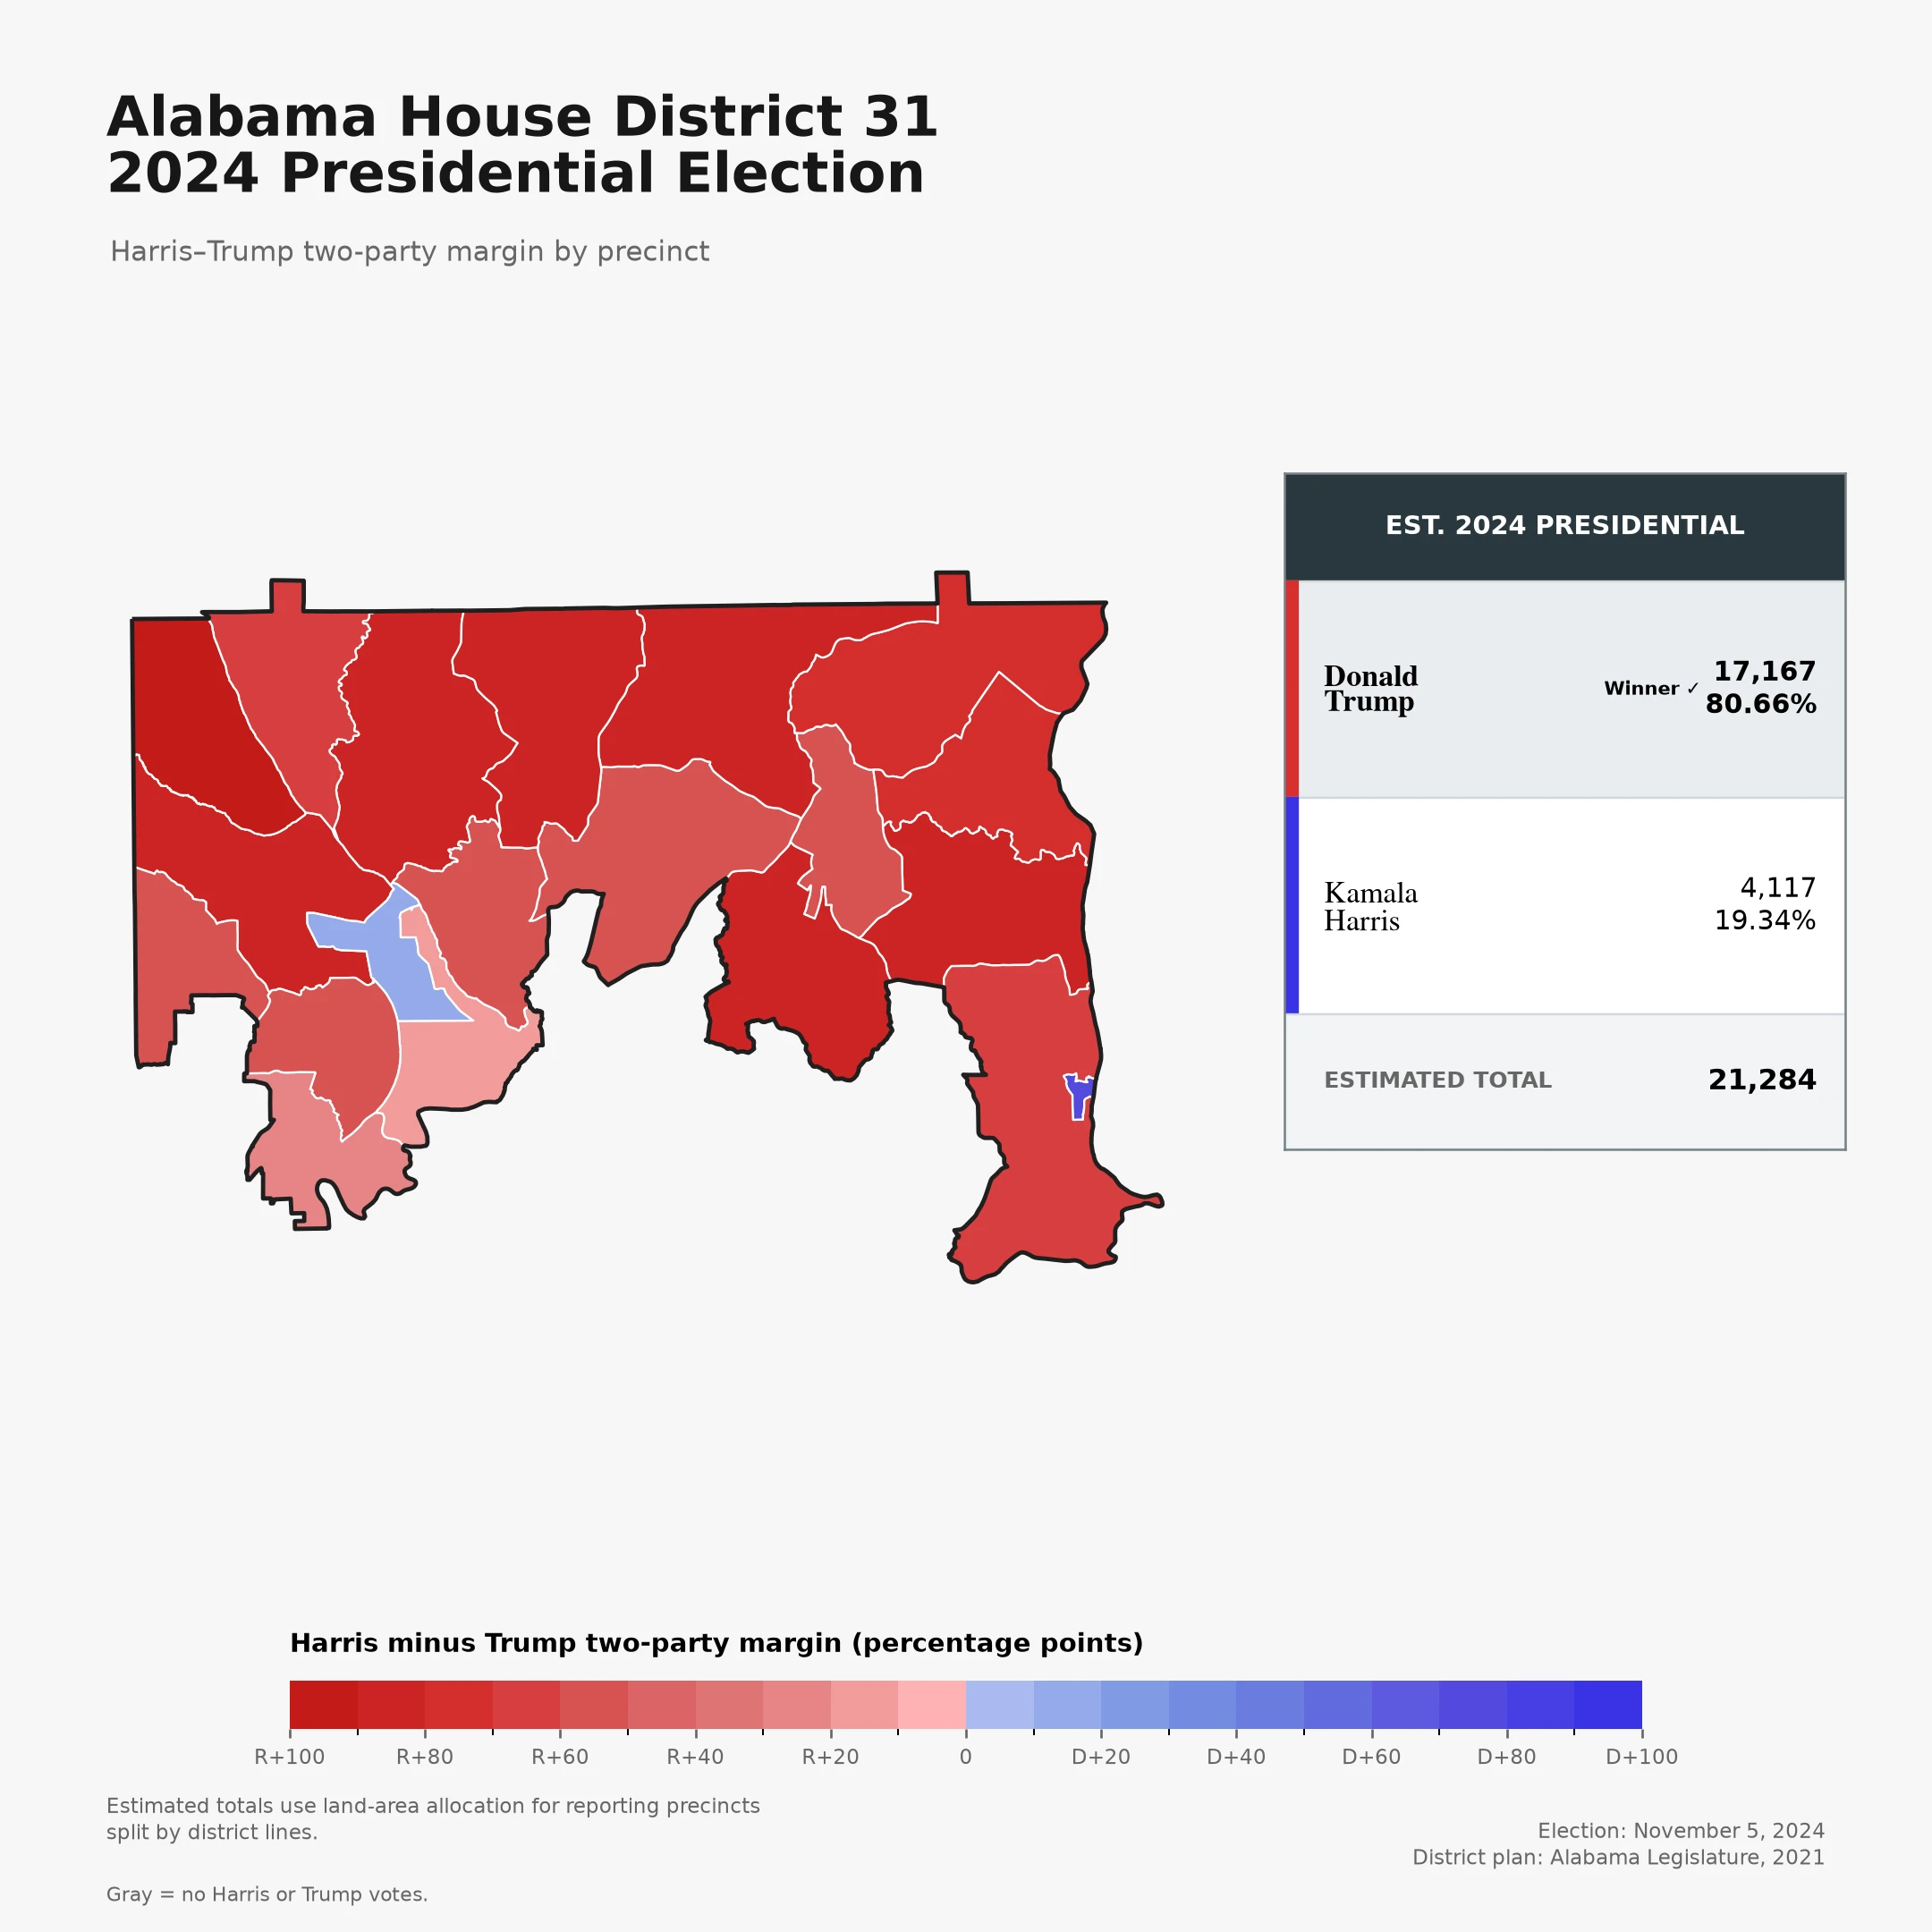 Alabama House District 31
2024 Presidential Election
Harris–Trump two-party margin by precinct
EST. 2024 PRESIDENTIAL
Donald
Trump
Winner ✓
17,167
80.66%
Kamala
Harris
4,117
19.34%
ESTIMATED TOTAL
21,284
Harris minus Trump two-party margin (percentage points)
R+100 R+80 R+60 R+40 R+20 0 D+20 D+40 D+60 D+80 D+100
Estimated totals use land-area allocation for reporting precincts
split by district lines.
Gray = no Harris or Trump votes.
Election: November 5, 2024
District plan: Alabama Legislature, 2021